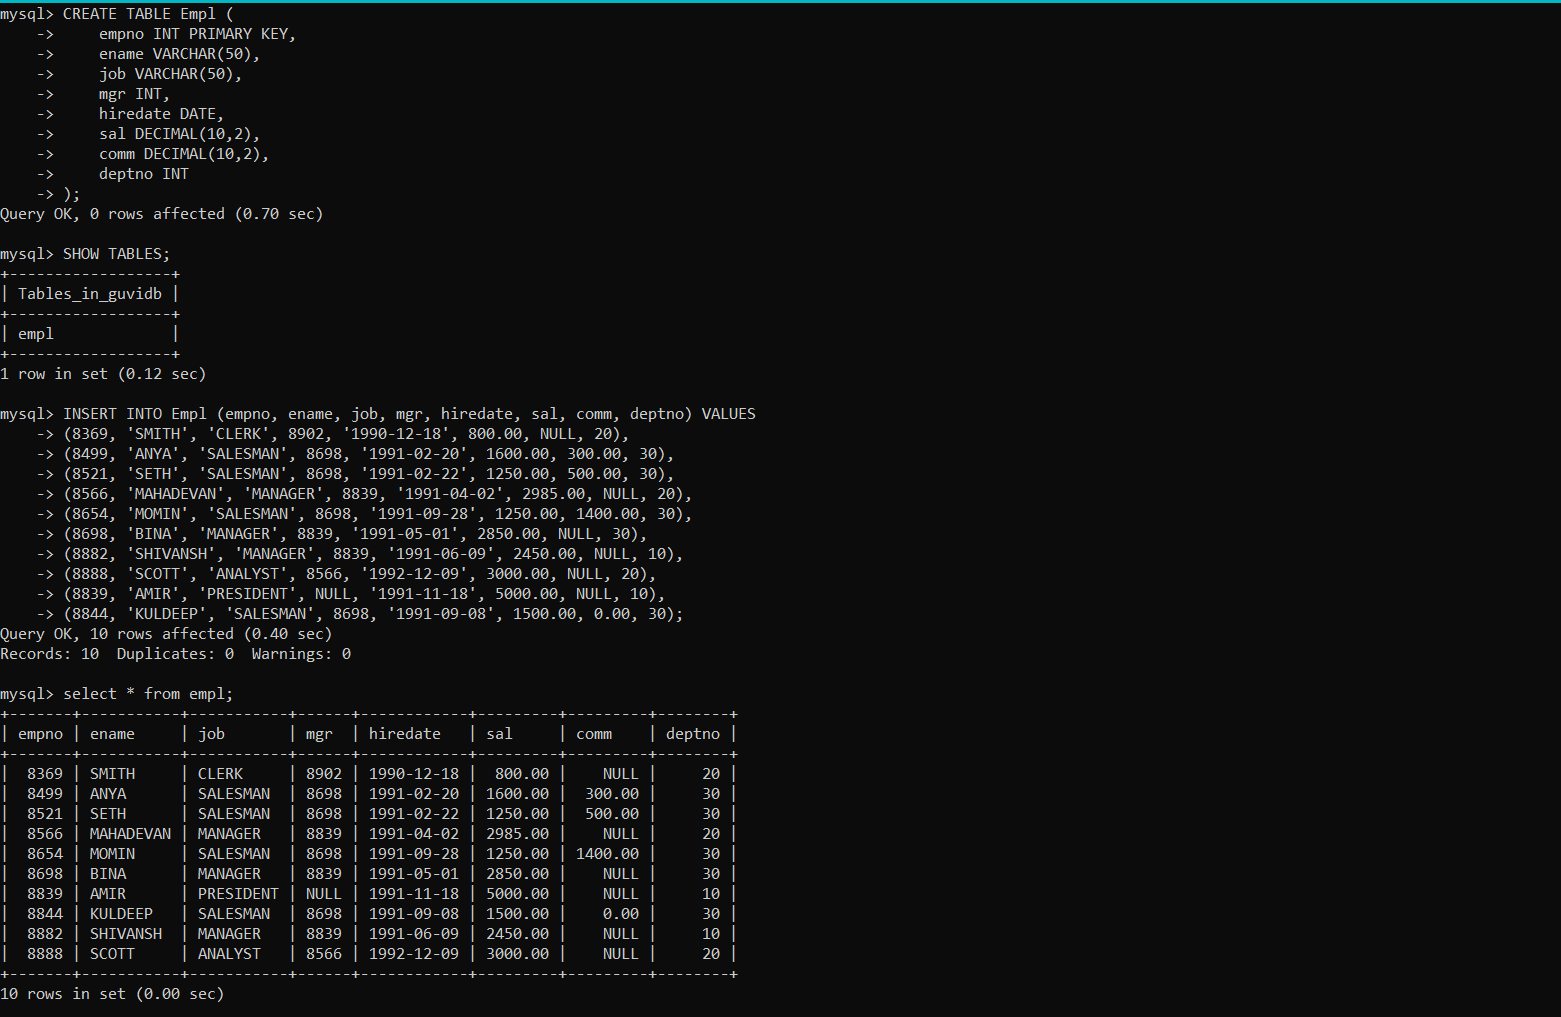 mysql> CREATE TABLE Empl (
    ->     empno INT PRIMARY KEY,
    ->     ename VARCHAR(50),
    ->     job VARCHAR(50),
    ->     mgr INT,
    ->     hiredate DATE,
    ->     sal DECIMAL(10,2),
    ->     comm DECIMAL(10,2),
    ->     deptno INT
    -> );
Query OK, 0 rows affected (0.70 sec)

mysql> SHOW TABLES;
+------------------+
| Tables_in_guvidb |
+------------------+
| empl             |
+------------------+
1 row in set (0.12 sec)

mysql> INSERT INTO Empl (empno, ename, job, mgr, hiredate, sal, comm, deptno) VALUES
    -> (8369, 'SMITH', 'CLERK', 8902, '1990-12-18', 800.00, NULL, 20),
    -> (8499, 'ANYA', 'SALESMAN', 8698, '1991-02-20', 1600.00, 300.00, 30),
    -> (8521, 'SETH', 'SALESMAN', 8698, '1991-02-22', 1250.00, 500.00, 30),
    -> (8566, 'MAHADEVAN', 'MANAGER', 8839, '1991-04-02', 2985.00, NULL, 20),
    -> (8654, 'MOMIN', 'SALESMAN', 8698, '1991-09-28', 1250.00, 1400.00, 30),
    -> (8698, 'BINA', 'MANAGER', 8839, '1991-05-01', 2850.00, NULL, 30),
    -> (8882, 'SHIVANSH', 'MANAGER', 8839, '1991-06-09', 2450.00, NULL, 10),
    -> (8888, 'SCOTT', 'ANALYST', 8566, '1992-12-09', 3000.00, NULL, 20),
    -> (8839, 'AMIR', 'PRESIDENT', NULL, '1991-11-18', 5000.00, NULL, 10),
    -> (8844, 'KULDEEP', 'SALESMAN', 8698, '1991-09-08', 1500.00, 0.00, 30);
Query OK, 10 rows affected (0.40 sec)
Records: 10  Duplicates: 0  Warnings: 0

mysql> select * from empl;
+-------+-----------+-----------+------+------------+---------+---------+--------+
| empno | ename     | job       | mgr  | hiredate   | sal     | comm    | deptno |
+-------+-----------+-----------+------+------------+---------+---------+--------+
|  8369 | SMITH     | CLERK     | 8902 | 1990-12-18 |  800.00 |    NULL |     20 |
|  8499 | ANYA      | SALESMAN  | 8698 | 1991-02-20 | 1600.00 |  300.00 |     30 |
|  8521 | SETH      | SALESMAN  | 8698 | 1991-02-22 | 1250.00 |  500.00 |     30 |
|  8566 | MAHADEVAN | MANAGER   | 8839 | 1991-04-02 | 2985.00 |    NULL |     20 |
|  8654 | MOMIN     | SALESMAN  | 8698 | 1991-09-28 | 1250.00 | 1400.00 |     30 |
|  8698 | BINA      | MANAGER   | 8839 | 1991-05-01 | 2850.00 |    NULL |     30 |
|  8839 | AMIR      | PRESIDENT | NULL | 1991-11-18 | 5000.00 |    NULL |     10 |
|  8844 | KULDEEP   | SALESMAN  | 8698 | 1991-09-08 | 1500.00 |    0.00 |     30 |
|  8882 | SHIVANSH  | MANAGER   | 8839 | 1991-06-09 | 2450.00 |    NULL |     10 |
|  8888 | SCOTT     | ANALYST   | 8566 | 1992-12-09 | 3000.00 |    NULL |     20 |
+-------+-----------+-----------+------+------------+---------+---------+--------+
10 rows in set (0.00 sec)